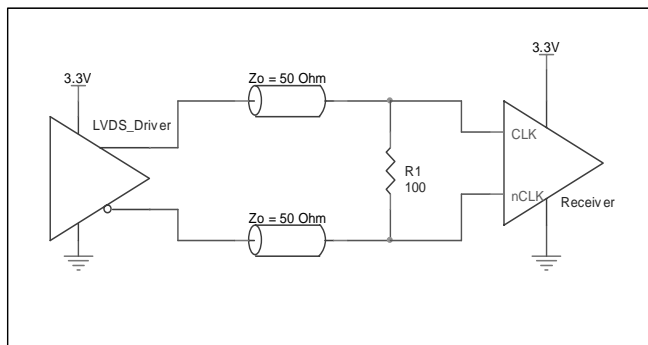 3.3V
LVDS_Driver
Zo = 50 Ohm
Zo = 50 Ohm
R1
100
3.3V
CLK
nCLK
Receiver